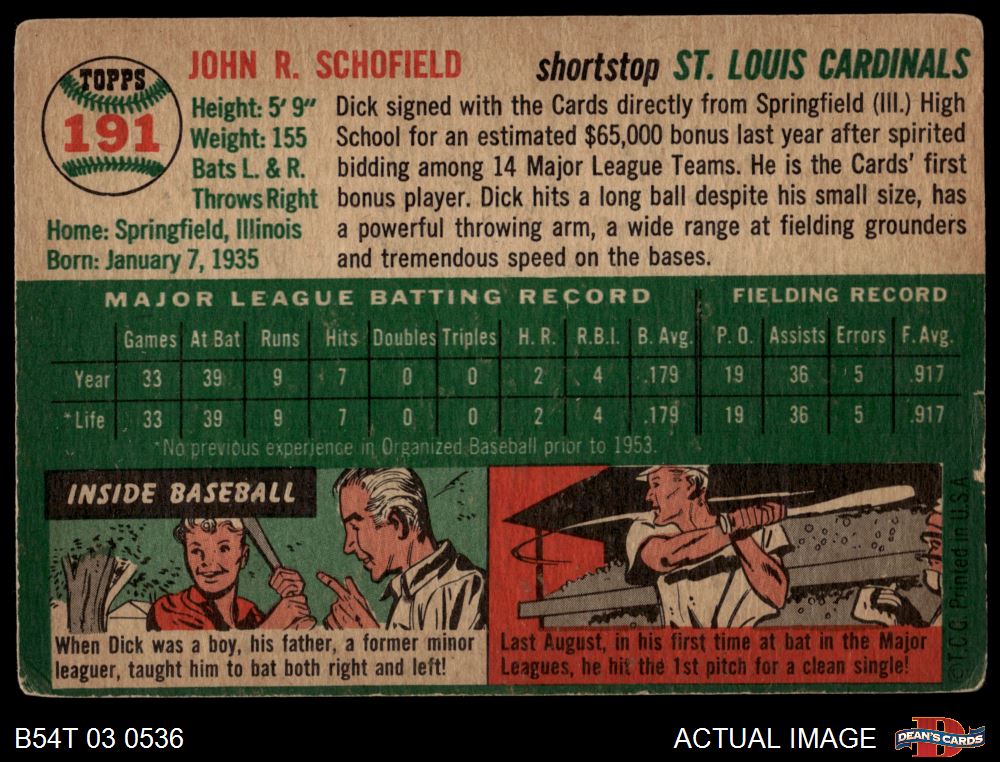 TOPPS
191
JOHN R. SCHOFIELD
shortstop ST. LOUIS CARDINALS
Height: 5' 9"
Weight: 155
Bats L. & R.
Throws Right
Home: Springfield, Illinois
Born: January 7, 1935
Dick signed with the Cards directly from Springfield (Ill.) High
School for an estimated $65,000 bonus last year after spirited
bidding among 14 Major League Teams. He is the Cards' first
bonus player. Dick hits a long ball despite his small size, has
a powerful throwing arm, a wide range at fielding grounders
and tremendous speed on the bases.
MAJOR LEAGUE BATTING RECORD FIELDING RECORD
Games At Bat Runs Hits Doubles Triples H. R. R.B.I. B. Avg. P. O. Assists Errors F. Avg.
Year 33 39 9 7 0 0 2 4 .179 19 36 5 .917
*Life 33 39 9 7 0 0 2 4 .179 19 36 5 .917
*No previous experience in Organized Baseball prior to 1953.
INSIDE BASEBALL
When Dick was a boy, his father, a former minor
leaguer, taught him to bat both right and left!
Last August, in his first time at bat in the Major
Leagues, he hit the 1st pitch for a clean single!
©T.C.G. Printed in U.S.A.
B54T 03 0536
ACTUAL IMAGE
D
DEAN'S CARDS